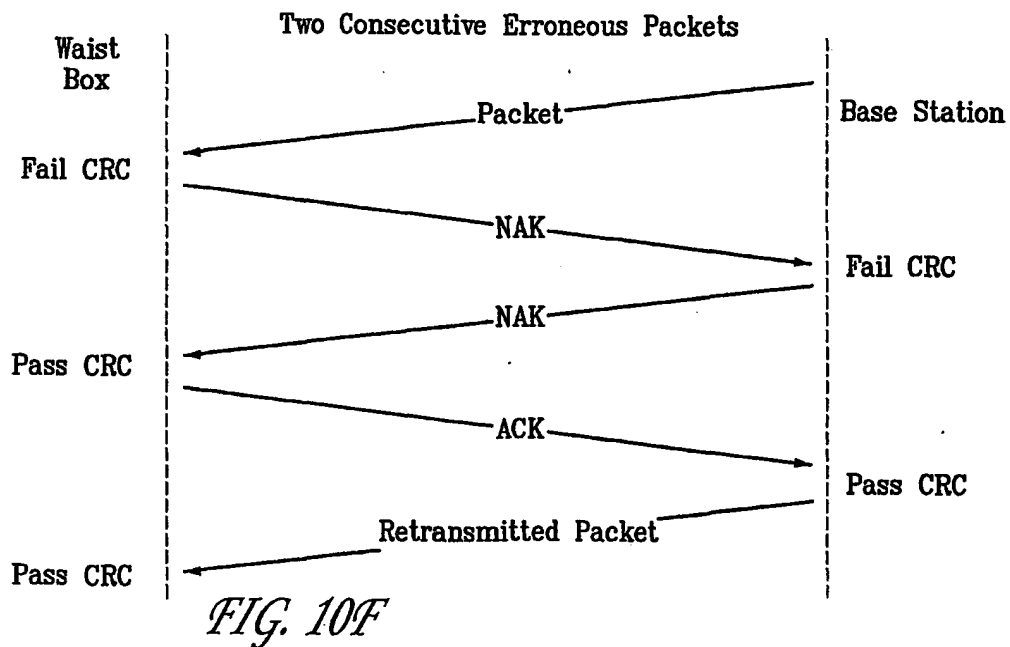 Two Consecutive Erroneous Packets
Waist
Box
Packet
Base Station
Fail CRC
NAK
Fail CRC
NAK
Pass CRC
ACK
Pass CRC
Retransmitted Packet
Pass CRC
FIG. 10F